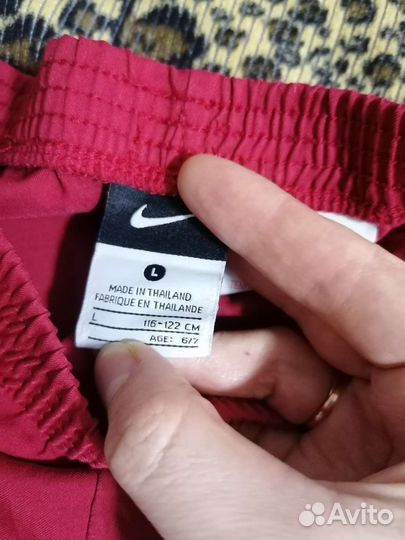 L
MADE IN THAILAND
FABRIQUE EN THAILANDE
L 116-122 CM
AGE: 6/7
Avito